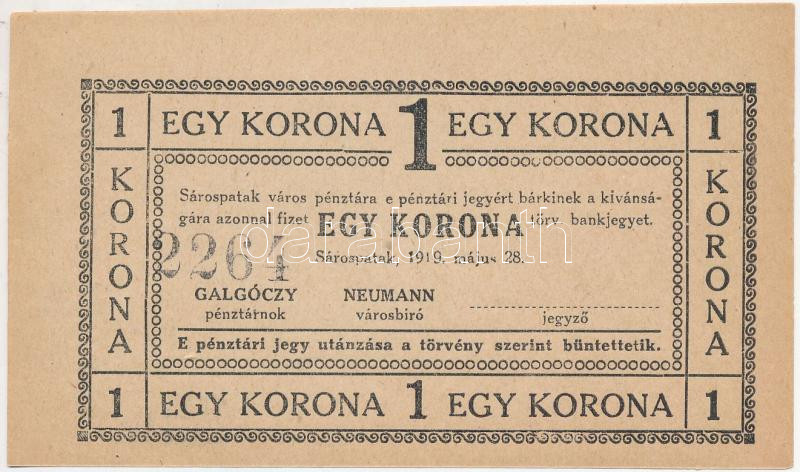 1 EGY KORONA 1 EGY KORONA 1
KORONA
KORONA
Sárospatak város pénztára e pénztári jegyért bárkinek a kivánsá-
gára azonnal fizet EGY KORONA törv. bankjegyet.
2264
Sárospatak, 1919. május 28.
GALGÓCZY NEUMANN
pénztárnok városbiró jegyző
E pénztári jegy utánzása a törvény szerint büntettetik.
1 EGY KORONA 1 EGY KORONA 1
darabanth